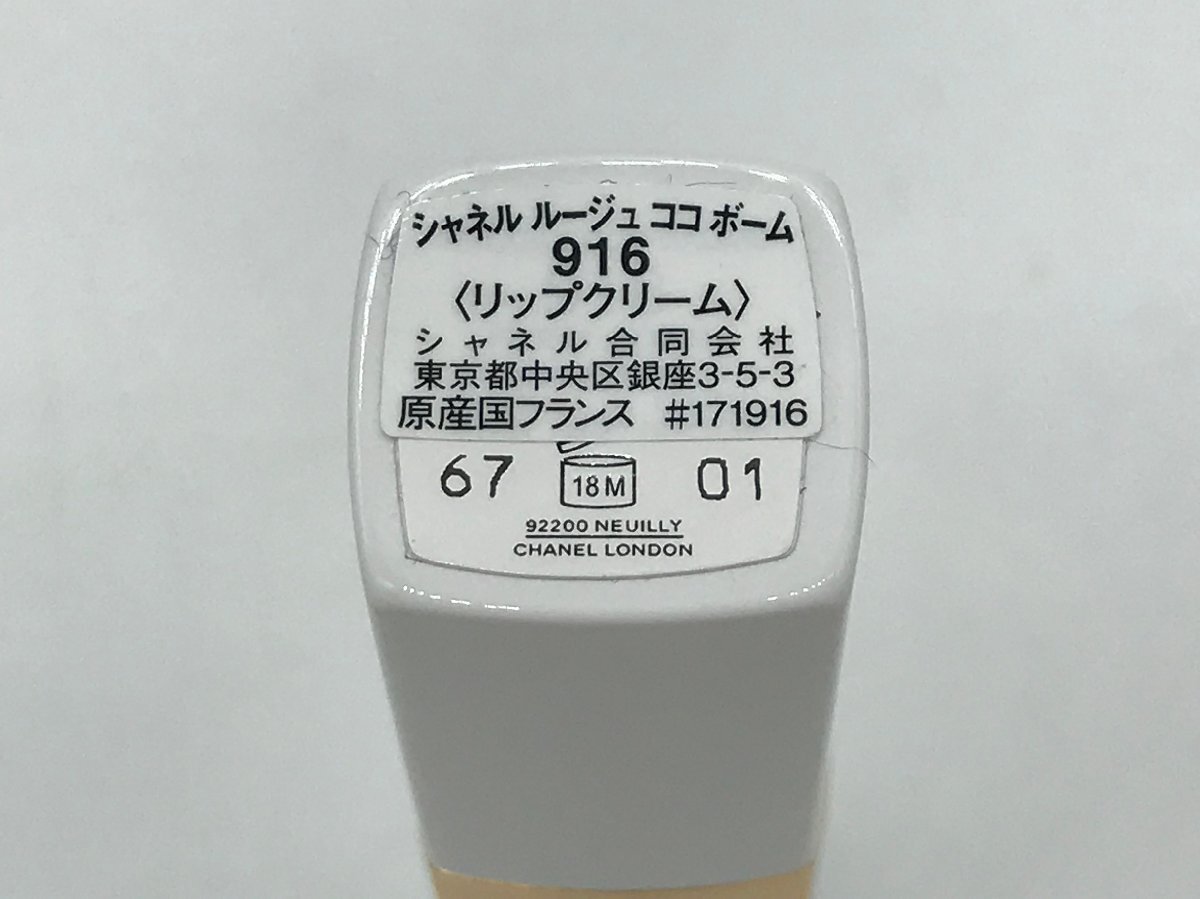 シャネル ルージュ ココ ボーム
916
〈リップクリーム〉
シャネル合同会社
東京都中央区銀座3-5-3
原産国フランス #171916
67 18M 01
92200 NEUILLY
CHANEL LONDON